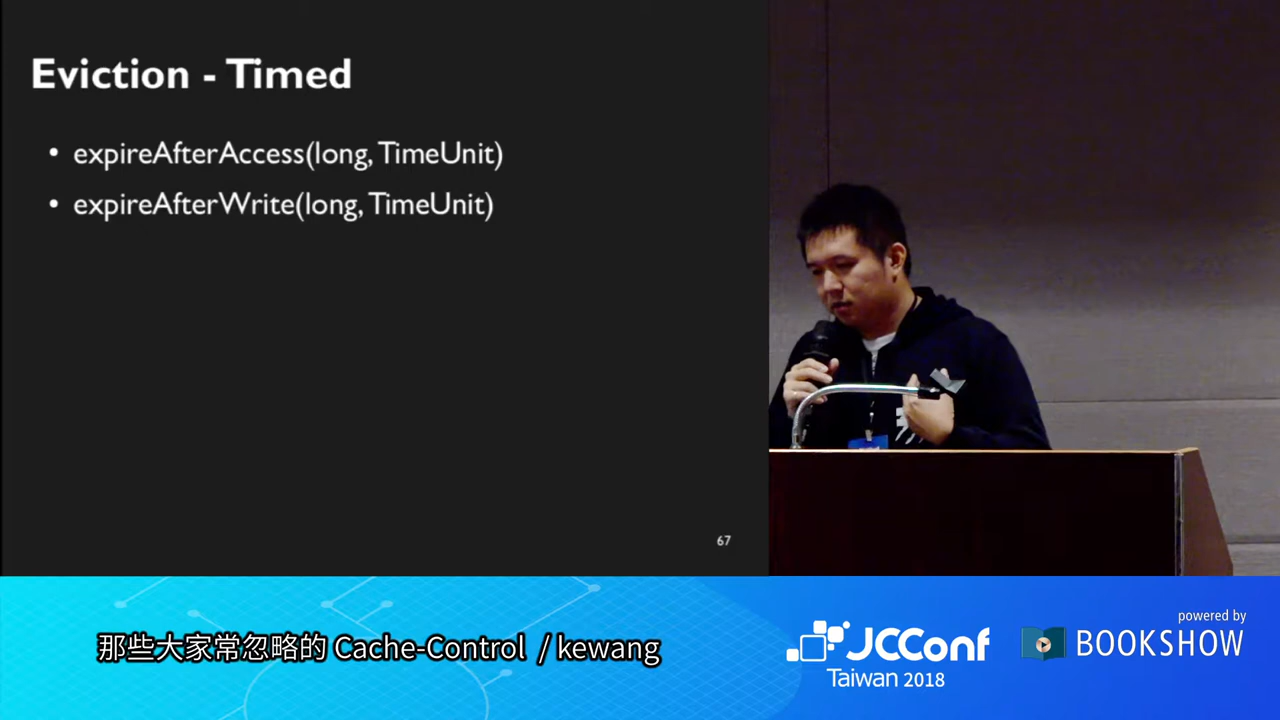 Eviction - Timed
• expireAfterAccess(long, TimeUnit)
• expireAfterWrite(long, TimeUnit)
67
那些大家常忽略的 Cache-Control / kewang
JCConf
Taiwan 2018
powered by
BOOKSHOW